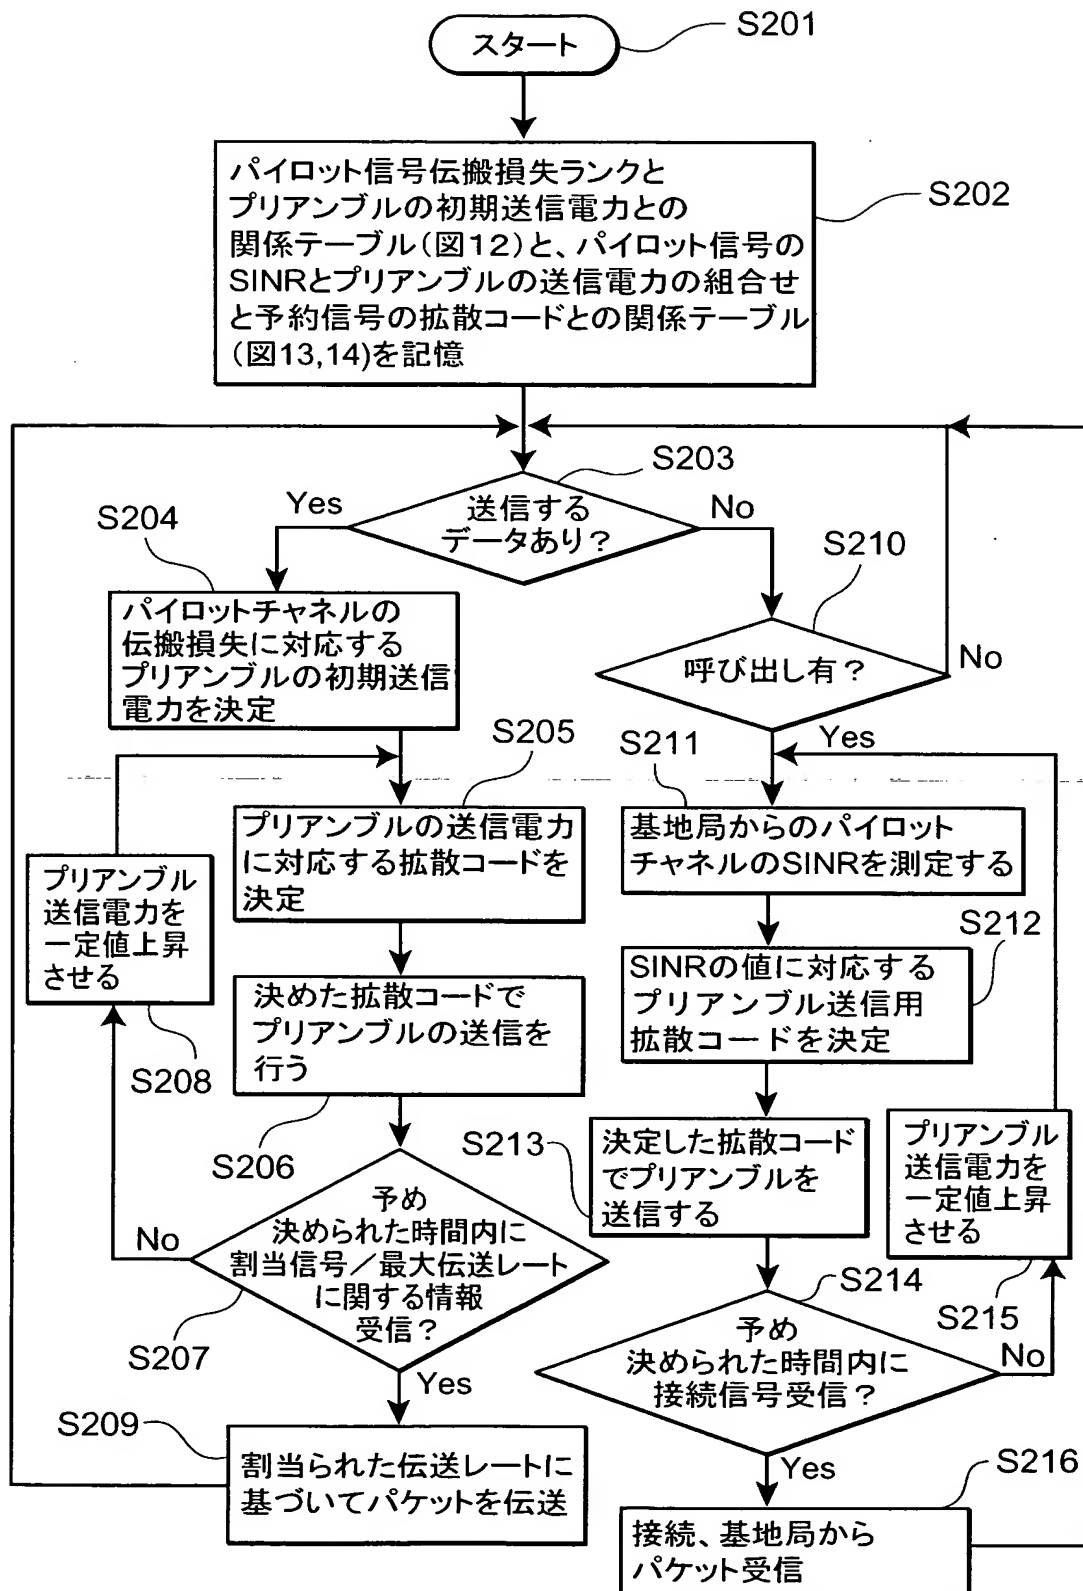 スタート
S201
パイロット信号伝搬損失ランクと
プリアンブルの初期送信電力との
関係テーブル(図12)と、パイロット信号の
SINRとプリアンブルの送信電力の組合せ
と予約信号の拡散コードとの関係テーブル
(図13,14)を記憶
S202
S203
Yes
送信する
データあり?
No
S204
パイロットチャネルの
伝搬損失に対応する
プリアンブルの初期送信
電力を決定
S210
呼び出し有?
No
Yes
S205
プリアンブルの送信電力
に対応する拡散コードを
決定
S211
基地局からのパイロット
チャネルのSINRを測定する
プリアンブル
送信電力を
一定値上昇
させる
S208
決めた拡散コードで
プリアンブルの送信を
行う
S206
S212
SINRの値に対応する
プリアンブル送信用
拡散コードを決定
S213
決定した拡散コード
でプリアンブルを
送信する
プリアンブル
送信電力を
一定値上昇
させる
S215
予め
決められた時間内に
割当信号/最大伝送レート
に関する情報
受信?
No
S207
Yes
S214
予め
決められた時間内に
接続信号受信?
No
Yes
S209
割当られた伝送レートに
基づいてパケットを伝送
S216
接続、基地局から
パケット受信